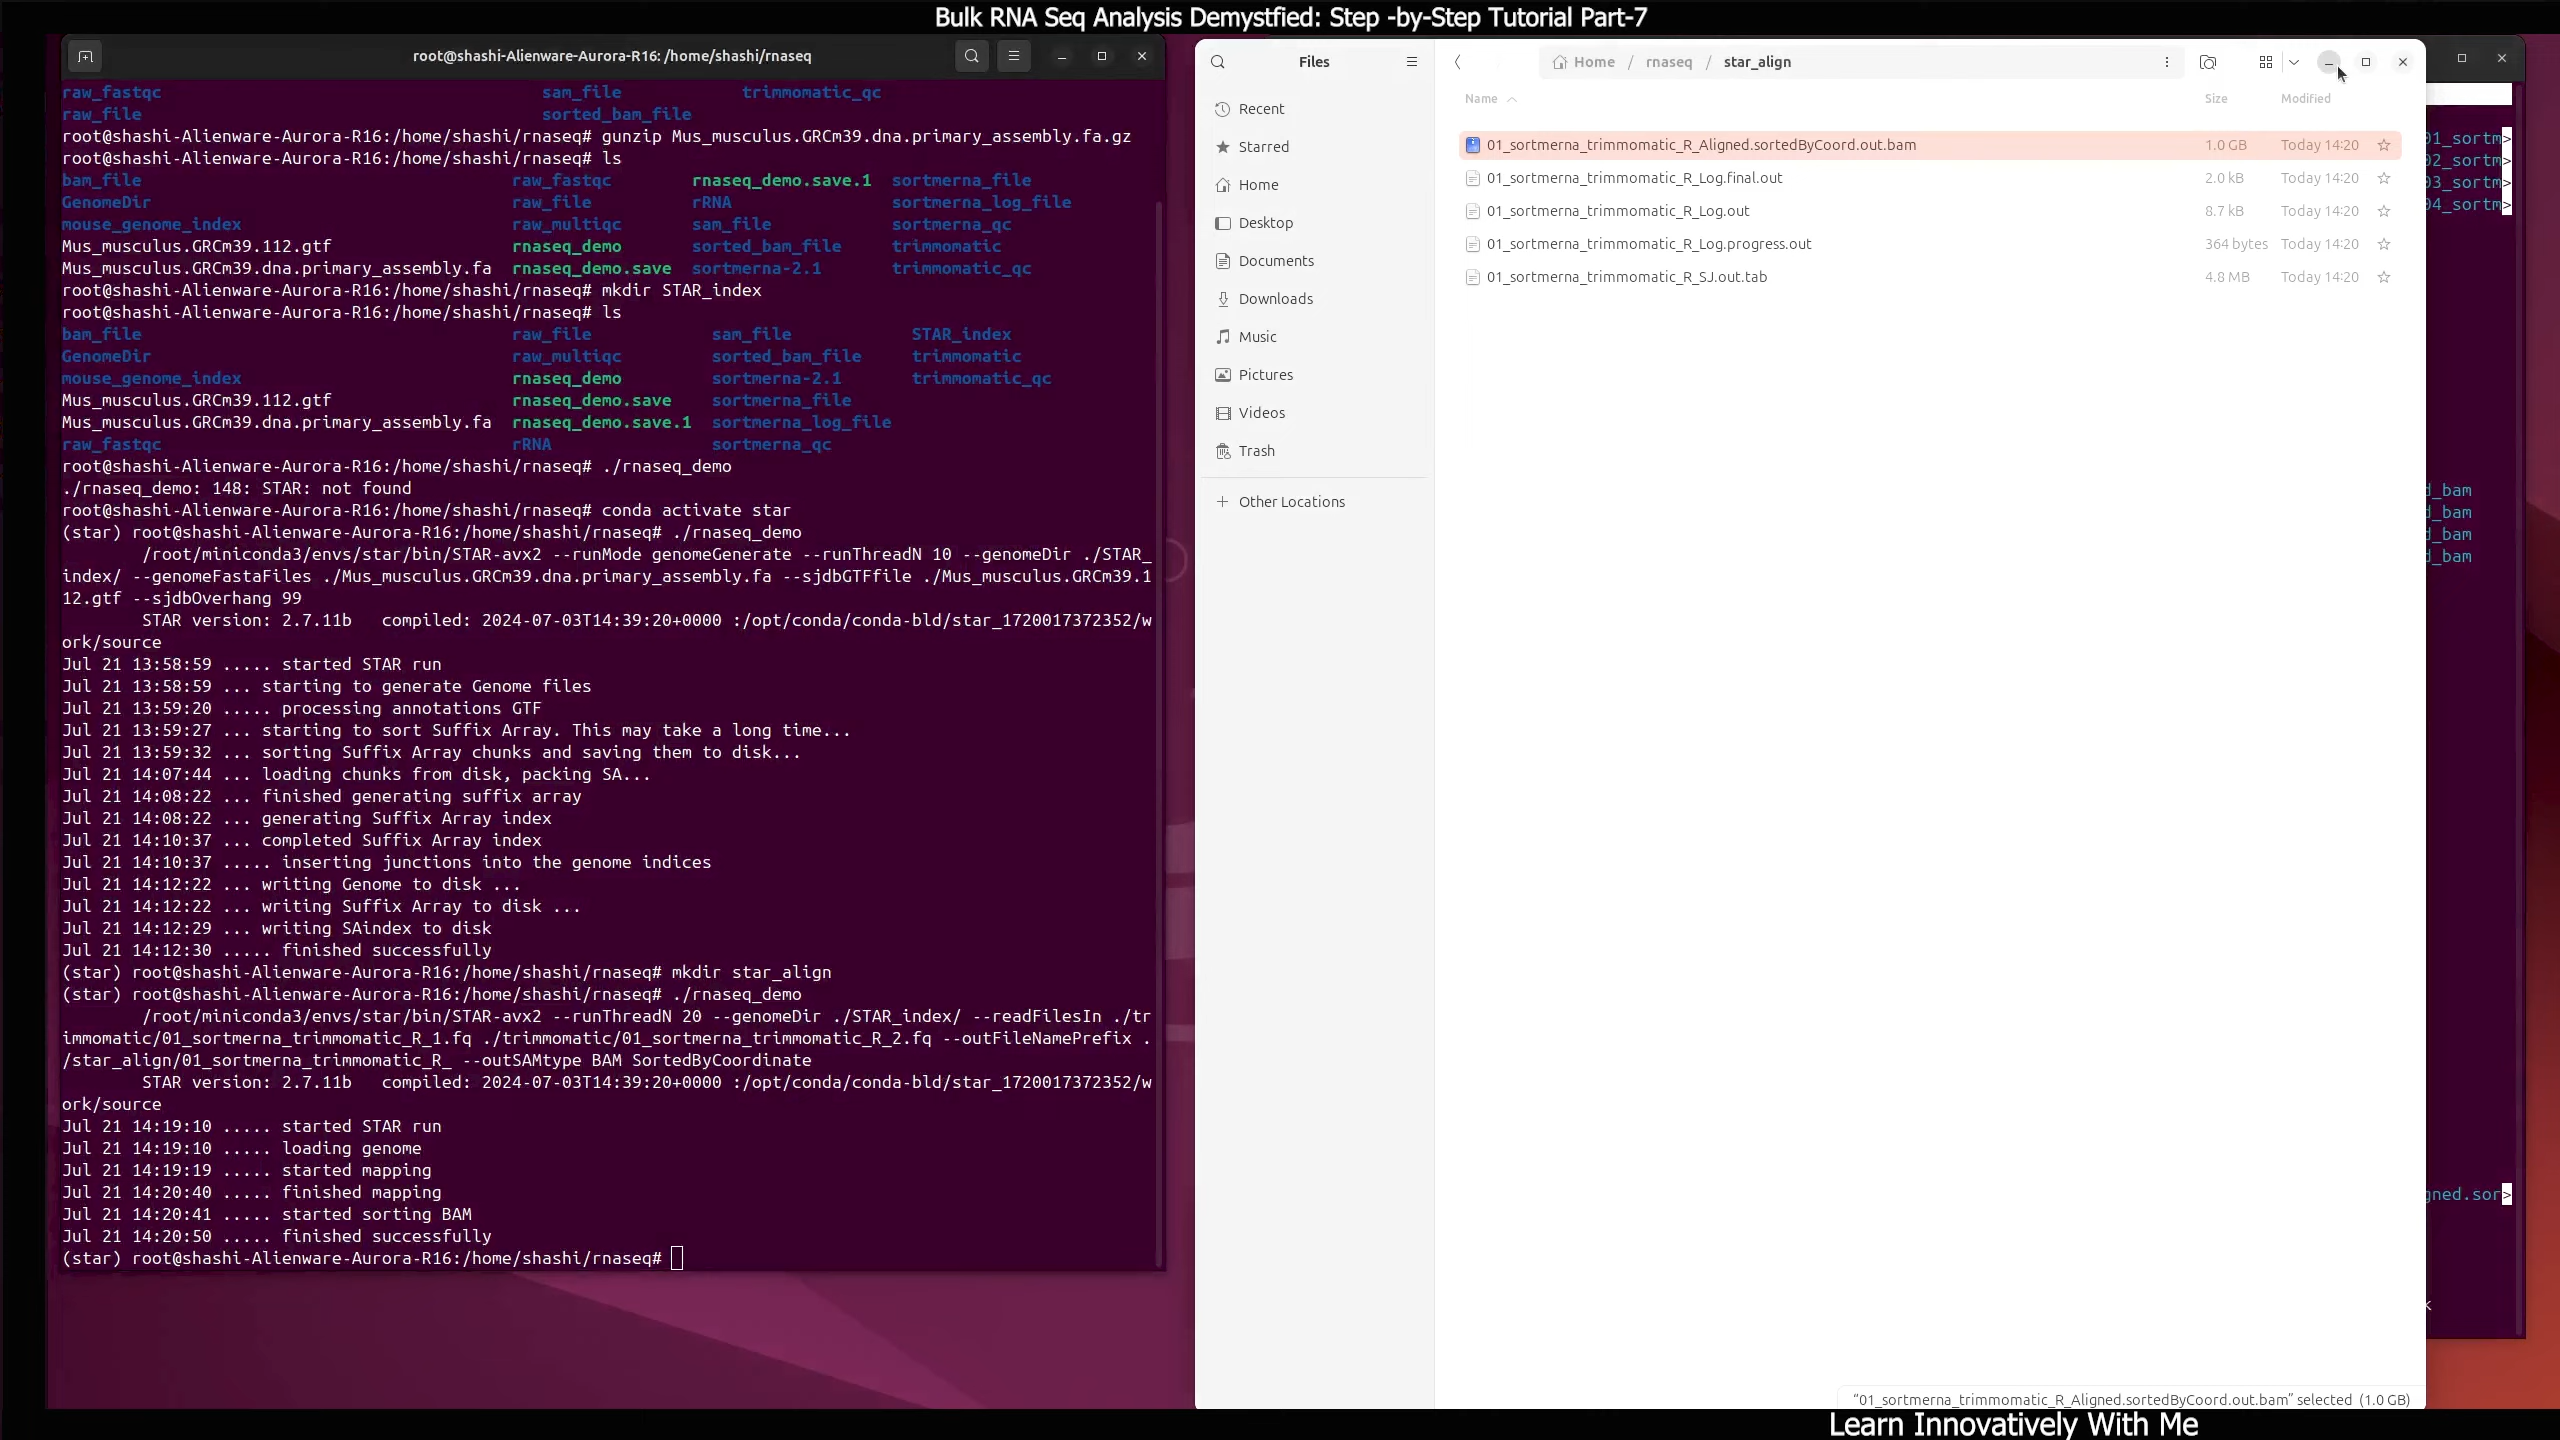 Bulk RNA Seq Analysis Demystfied: Step -by-Step Tutorial Part-7
root@shashi-Alienware-Aurora-R16: /home/shashi/rnaseq
raw_fastqc sam_file trimmomatic_qc
raw_file sorted_bam_file
root@shashi-Alienware-Aurora-R16:/home/shashi/rnaseq# gunzip Mus_musculus.GRCm39.dna.primary_assembly.fa.gz
root@shashi-Alienware-Aurora-R16:/home/shashi/rnaseq# ls
bam_file raw_fastqc rnaseq_demo.save.1 sortmerna_file
GenomeDir raw_file rRNA sortmerna_log_file
mouse_genome_index raw_multiqc sam_file sortmerna_qc
Mus_musculus.GRCm39.112.gtf rnaseq_demo sorted_bam_file trimmomatic
Mus_musculus.GRCm39.dna.primary_assembly.fa rnaseq_demo.save sortmerna-2.1 trimmomatic_qc
root@shashi-Alienware-Aurora-R16:/home/shashi/rnaseq# mkdir STAR_index
root@shashi-Alienware-Aurora-R16:/home/shashi/rnaseq# ls
bam_file raw_file sam_file STAR_index
GenomeDir raw_multiqc sorted_bam_file trimmomatic
mouse_genome_index rnaseq_demo sortmerna-2.1 trimmomatic_qc
Mus_musculus.GRCm39.112.gtf rnaseq_demo.save sortmerna_file
Mus_musculus.GRCm39.dna.primary_assembly.fa rnaseq_demo.save.1 sortmerna_log_file
raw_fastqc rRNA sortmerna_qc
root@shashi-Alienware-Aurora-R16:/home/shashi/rnaseq# ./rnaseq_demo
./rnaseq_demo: 148: STAR: not found
root@shashi-Alienware-Aurora-R16:/home/shashi/rnaseq# conda activate star
(star) root@shashi-Alienware-Aurora-R16:/home/shashi/rnaseq# ./rnaseq_demo
/root/miniconda3/envs/star/bin/STAR-avx2 --runMode genomeGenerate --runThreadN 10 --genomeDir ./STAR_
index/ --genomeFastaFiles ./Mus_musculus.GRCm39.dna.primary_assembly.fa --sjdbGTFfile ./Mus_musculus.GRCm39.1
12.gtf --sjdbOverhang 99
STAR version: 2.7.11b compiled: 2024-07-03T14:39:20+0000 :/opt/conda/conda-bld/star_1720017372352/w
ork/source
Jul 21 13:58:59 ..... started STAR run
Jul 21 13:58:59 ... starting to generate Genome files
Jul 21 13:59:20 ..... processing annotations GTF
Jul 21 13:59:27 ... starting to sort Suffix Array. This may take a long time...
Jul 21 13:59:32 ... sorting Suffix Array chunks and saving them to disk...
Jul 21 14:07:44 ... loading chunks from disk, packing SA...
Jul 21 14:08:22 ... finished generating suffix array
Jul 21 14:08:22 ... generating Suffix Array index
Jul 21 14:10:37 ... completed Suffix Array index
Jul 21 14:10:37 ..... inserting junctions into the genome indices
Jul 21 14:12:22 ... writing Genome to disk ...
Jul 21 14:12:22 ... writing Suffix Array to disk ...
Jul 21 14:12:29 ... writing SAindex to disk
Jul 21 14:12:30 ..... finished successfully
(star) root@shashi-Alienware-Aurora-R16:/home/shashi/rnaseq# mkdir star_align
(star) root@shashi-Alienware-Aurora-R16:/home/shashi/rnaseq# ./rnaseq_demo
/root/miniconda3/envs/star/bin/STAR-avx2 --runThreadN 20 --genomeDir ./STAR_index/ --readFilesIn ./tr
immomatic/01_sortmerna_trimmomatic_R_1.fq ./trimmomatic/01_sortmerna_trimmomatic_R_2.fq --outFileNamePrefix .
/star_align/01_sortmerna_trimmomatic_R_ --outSAMtype BAM SortedByCoordinate
STAR version: 2.7.11b compiled: 2024-07-03T14:39:20+0000 :/opt/conda/conda-bld/star_1720017372352/w
ork/source
Jul 21 14:19:10 ..... started STAR run
Jul 21 14:19:10 ..... loading genome
Jul 21 14:19:19 ..... started mapping
Jul 21 14:20:40 ..... finished mapping
Jul 21 14:20:41 ..... started sorting BAM
Jul 21 14:20:50 ..... finished successfully
(star) root@shashi-Alienware-Aurora-R16:/home/shashi/rnaseq#
Files
Recent
Starred
Home
Desktop
Documents
Downloads
Music
Pictures
Videos
Trash
+ Other Locations
Home / rnaseq / star_align
Name Size Modified
01_sortmerna_trimmomatic_R_Aligned.sortedByCoord.out.bam 1.0 GB Today 14:20
01_sortmerna_trimmomatic_R_Log.final.out 2.0 kB Today 14:20
01_sortmerna_trimmomatic_R_Log.out 8.7 kB Today 14:20
01_sortmerna_trimmomatic_R_Log.progress.out 364 bytes Today 14:20
01_sortmerna_trimmomatic_R_SJ.out.tab 4.8 MB Today 14:20
“01_sortmerna_trimmomatic_R_Aligned.sortedByCoord.out.bam” selected (1.0 GB)
01_sortm>
02_sortm>
03_sortm>
04_sortm>
d_bam
d_bam
d_bam
d_bam
gned.sor>
Learn Innovatively With Me